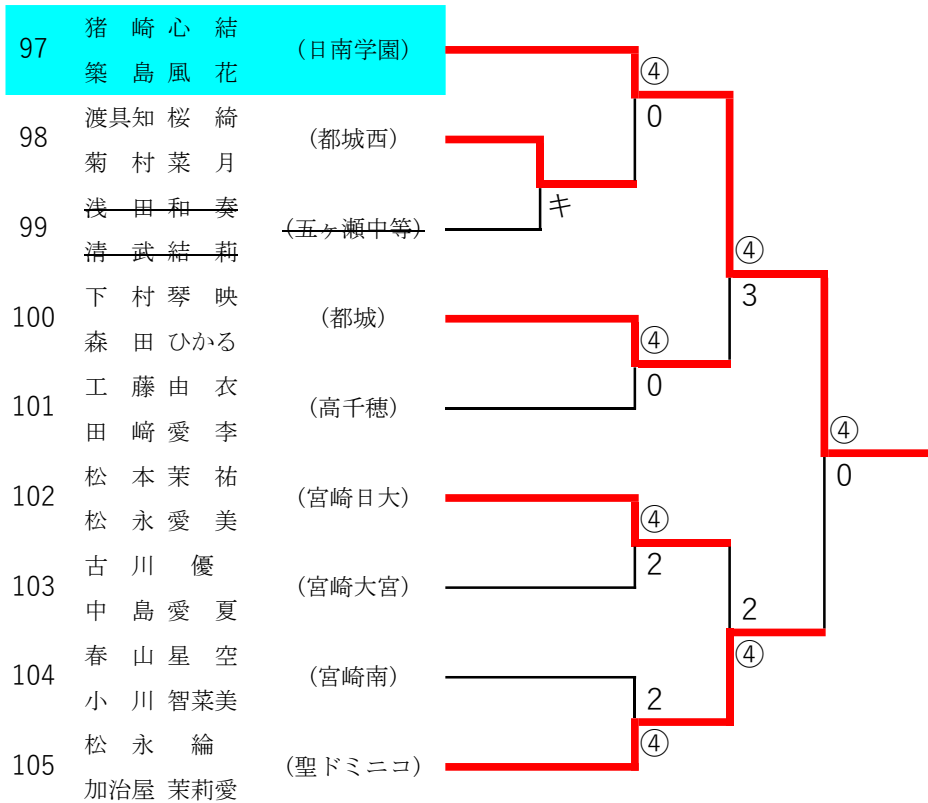 97 猪崎 心結 (日南学園)
築島 風花
④
0
98 渡具知 桜綺 (都城西)
菊村 菜月
キ
99 浅田 和奏 (五ヶ瀬中等)
清武 結莉
④
3
100 下村 琴映 (都城)
森田 ひかる
④
0
101 工藤 由衣 (高千穂)
田﨑 愛李
④
0
102 松本 茉祐 (宮崎日大)
松永 愛美
④
2
103 古川 優 (宮崎大宮)
中島 愛夏
2
④
104 春山 星空 (宮崎南)
小川 智菜美
2
④
105 松永 綸 (聖ドミニコ)
加治屋 茉莉愛